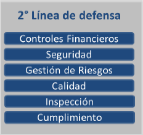 2° Línea de defensa
Controles Financieros
Seguridad
Gestión de Riesgos
Calidad
Inspección
Cumplimiento